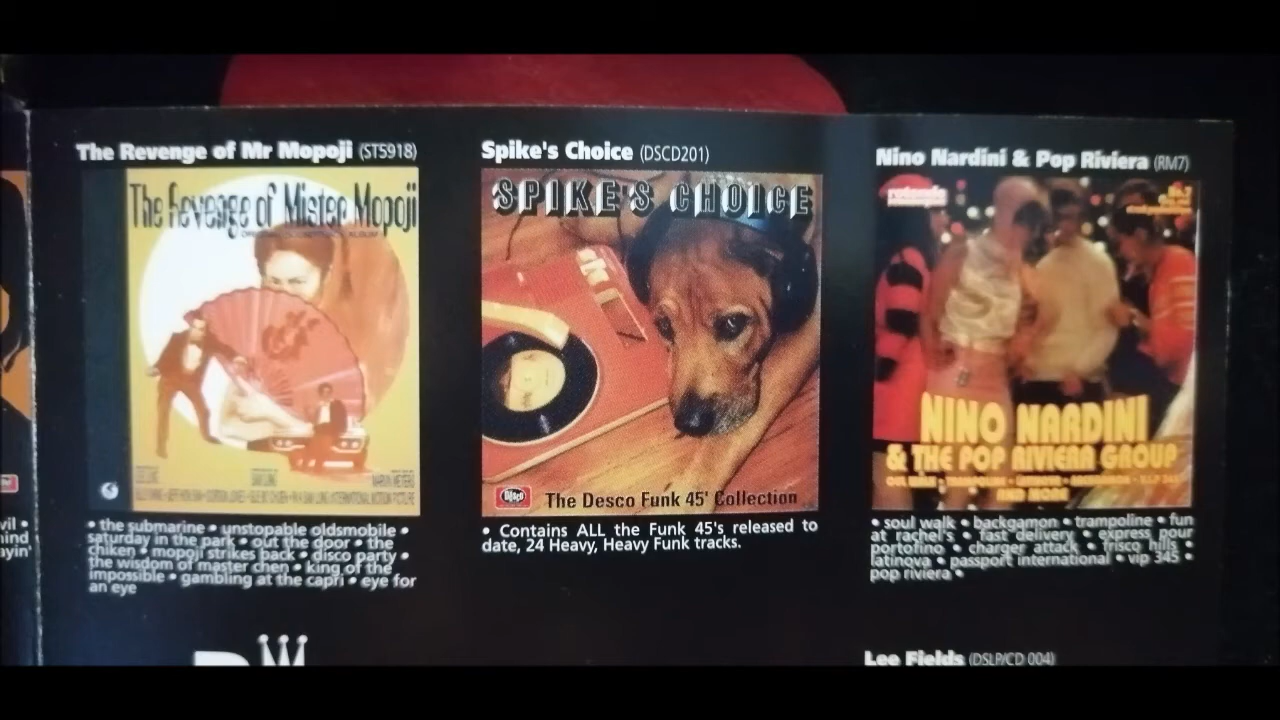 The Revenge of Mr Mopoji (ST5918)
The Revenge of Mister Mopoji
• the submarine • unstopable oldsmobile •
saturday in the park • out the door • the
chiken • mopoji strikes back • disco party •
the wisdom of master chen • king of the
impossible • gambling at the capri • eye for
an eye
Spike's Choice (DSCD201)
SPIKE'S CHOICE
Desco
The Desco Funk 45' Collection
• Contains ALL the Funk 45's released to
date, 24 Heavy, Heavy Funk tracks.
Nino Nardini & Pop Riviera (RM7)
NINO NARDINI
& THE POP RIVIERA GROUP
AND MORE
• soul walk • backgamon • trampoline • fun
at rachel's • fast delivery • express pour
portofino • charger attack • frisco hills •
latinova • passport international • vip 345 •
pop riviera •
Lee Fields (DSLP/CD 004)